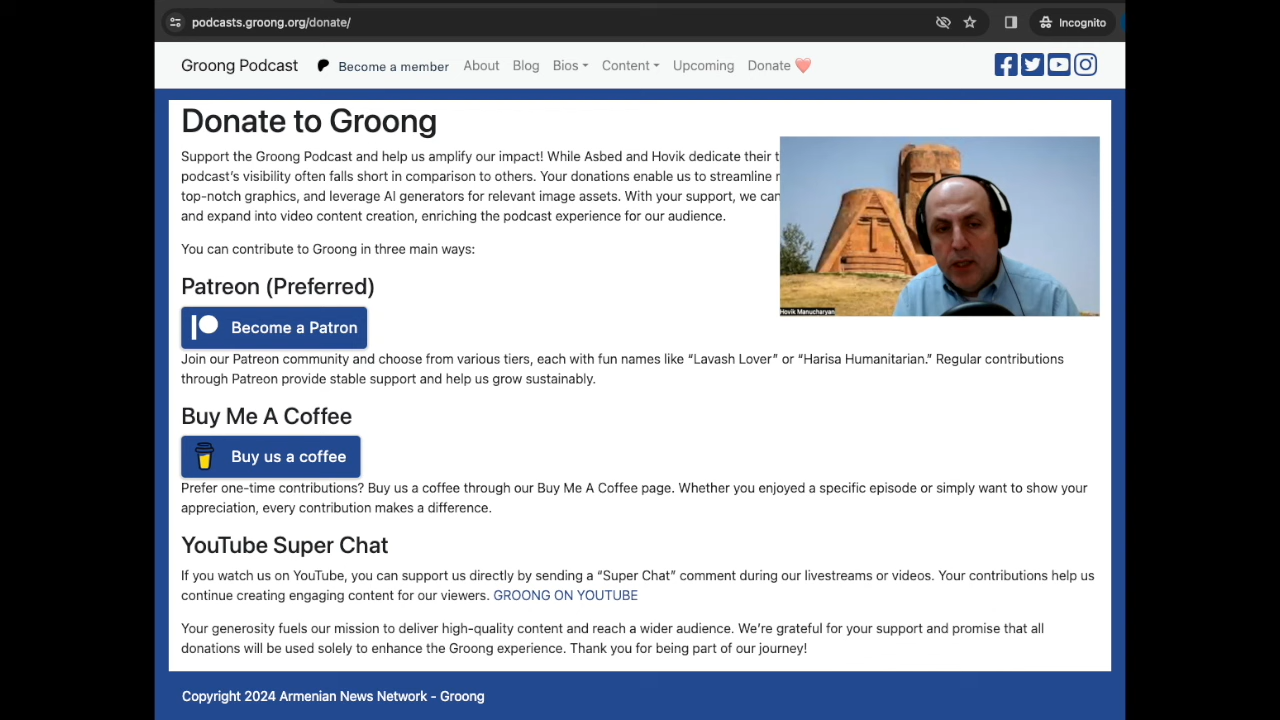 podcasts.groong.org/donate/
Incognito
Groong Podcast Become a member About Blog Bios Content Upcoming Donate
Donate to Groong
Support the Groong Podcast and help us amplify our impact! While Asbed and Hovik dedicate their
podcast’s visibility often falls short in comparison to others. Your donations enable us to streamline
top-notch graphics, and leverage AI generators for relevant image assets. With your support, we can
and expand into video content creation, enriching the podcast experience for our audience.
Hovik Manucharyan
You can contribute to Groong in three main ways:
Patreon (Preferred)
Become a Patron
Join our Patreon community and choose from various tiers, each with fun names like “Lavash Lover” or “Harisa Humanitarian.” Regular contributions
through Patreon provide stable support and help us grow sustainably.
Buy Me A Coffee
Buy us a coffee
Prefer one-time contributions? Buy us a coffee through our Buy Me A Coffee page. Whether you enjoyed a specific episode or simply want to show your
appreciation, every contribution makes a difference.
YouTube Super Chat
If you watch us on YouTube, you can support us directly by sending a “Super Chat” comment during our livestreams or videos. Your contributions help us
continue creating engaging content for our viewers. GROONG ON YOUTUBE
Your generosity fuels our mission to deliver high-quality content and reach a wider audience. We’re grateful for your support and promise that all
donations will be used solely to enhance the Groong experience. Thank you for being part of our journey!
Copyright 2024 Armenian News Network - Groong